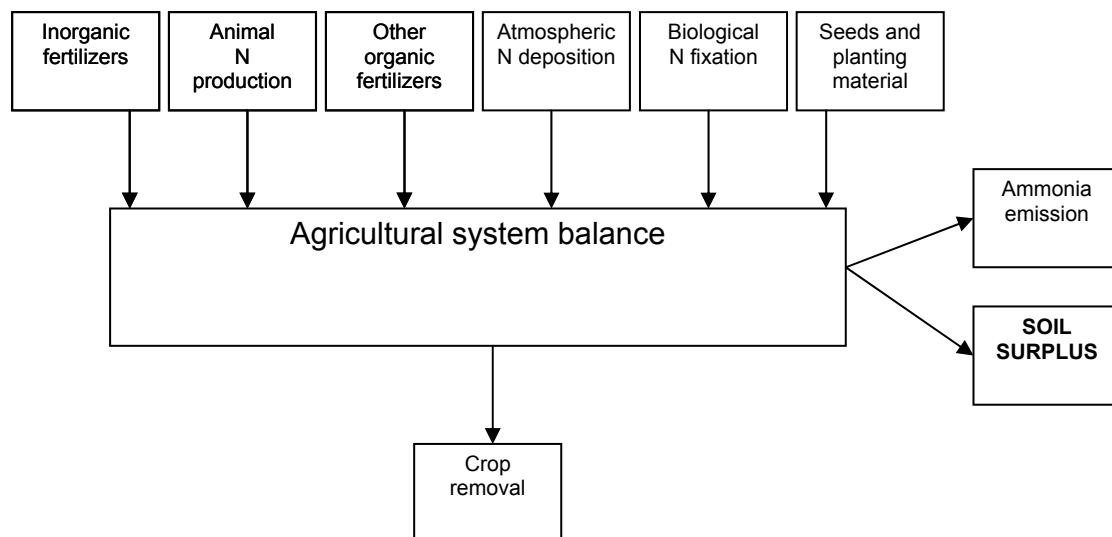 Inorganic
fertilizers
Animal
N
production
Other
organic
fertilizers
Atmospheric
N deposition
Biological
N fixation
Seeds and
planting
material
Agricultural system balance
Ammonia
emission
SOIL
SURPLUS
Crop
removal